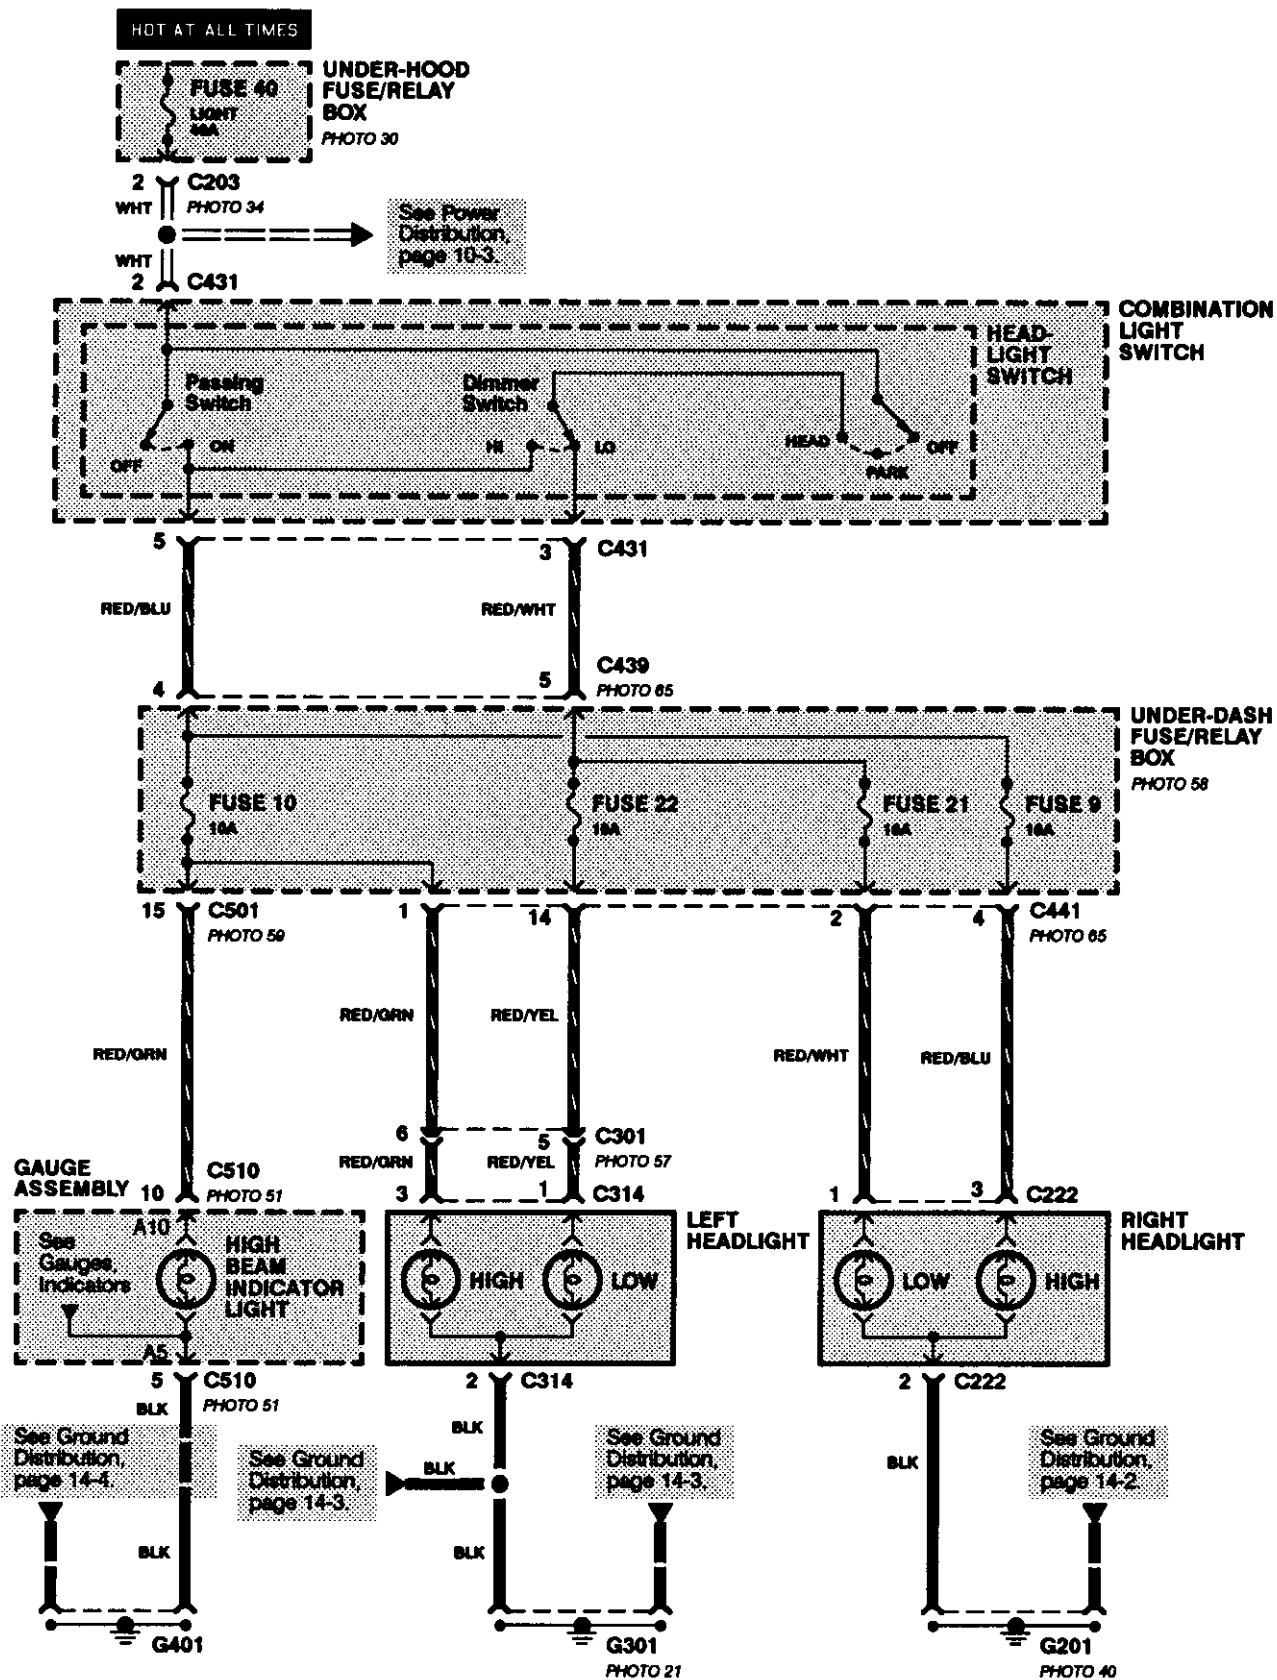 HOT AT ALL TIMES
UNDER-HOOD
FUSE/RELAY
BOX
PHOTO 30
FUSE 40
LIGHT
2
C203
WHT
PHOTO 34
See Power
Distribution,
page 10-3.
WHT
2
C431
COMBINATION
LIGHT
SWITCH
HEAD-
LIGHT
SWITCH
Passing
Switch
Dimmer
Switch
OFF
ON
HI
LO
HEAD
PARK
OFF
5
3
C431
RED/BLU
RED/WHT
4
5
C439
PHOTO 65
UNDER-DASH
FUSE/RELAY
BOX
PHOTO 58
FUSE 10
10A
FUSE 22
10A
FUSE 21
10A
FUSE 9
10A
15
C501
PHOTO 59
1
14
2
4
C441
PHOTO 65
RED/GRN
RED/GRN
RED/YEL
RED/WHT
RED/BLU
6
5
C301
PHOTO 57
RED/GRN
RED/YEL
GAUGE
ASSEMBLY
10
C510
PHOTO 51
3
1
C314
1
3
C222
A10
See
Gauges,
Indicators
HIGH
BEAM
INDICATOR
LIGHT
A5
HIGH
LOW
LEFT
HEADLIGHT
LOW
HIGH
RIGHT
HEADLIGHT
5
C510
PHOTO 51
BLK
2
C314
2
C222
See Ground
Distribution,
page 14-4.
BLK
See Ground
Distribution,
page 14-3.
BLK
BLK
BLK
See Ground
Distribution,
page 14-3.
BLK
See Ground
Distribution,
page 14-2.
G401
G301
PHOTO 21
G201
PHOTO 40